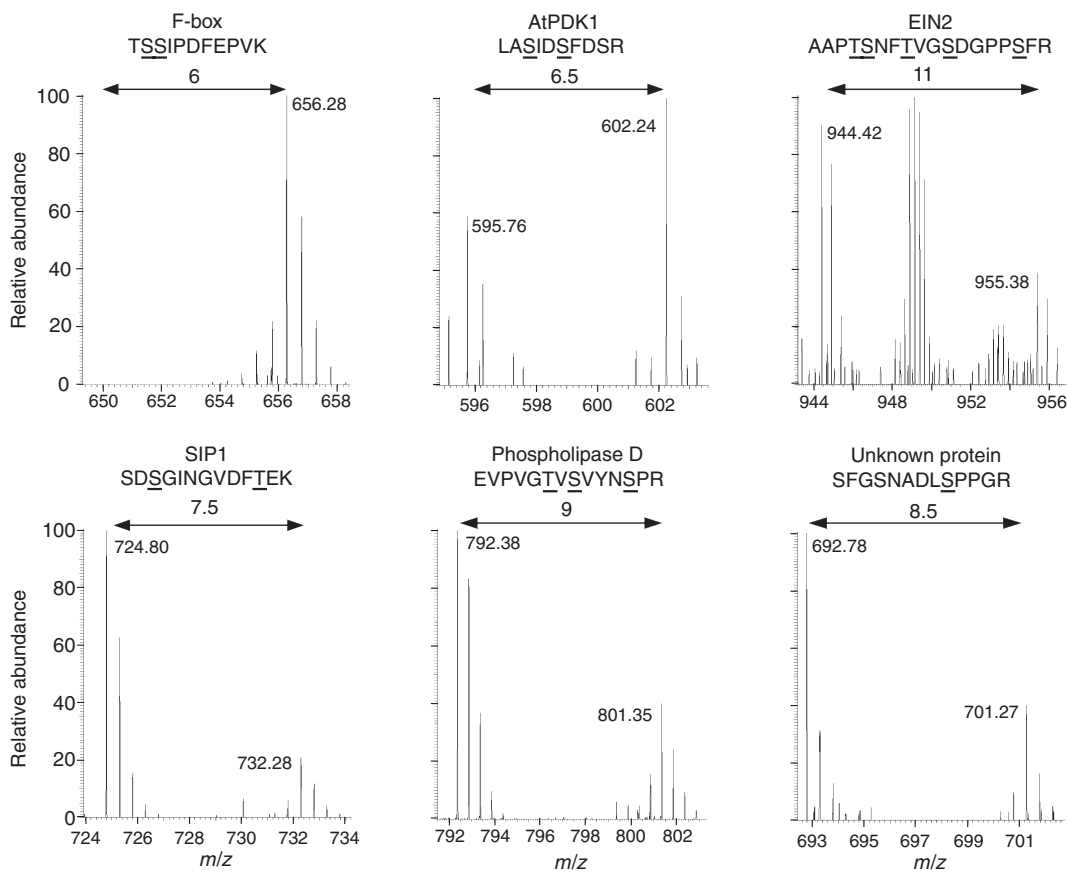 F-box
TSSIPDFEPVK
6
656.28
100
80
60
40
20
0
Relative abundance
650 652 654 656 658
AtPDK1
LASIDSFDSR
6.5
602.24
595.76
596 598 600 602
EIN2
AAPTSNFTVGSDGPPSFR
11
944.42
955.38
944 948 952 956
SIP1
SDSGINGVDFTEK
7.5
724.80
732.28
100
80
60
40
20
0
Relative abundance
724 726 728 730 732 734
m/z
Phospholipase D
EVPVGTVSVYNSPR
9
792.38
801.35
792 794 796 798 800 802
m/z
Unknown protein
SFGSNADLSPPGR
8.5
692.78
701.27
693 695 697 699 701
m/z